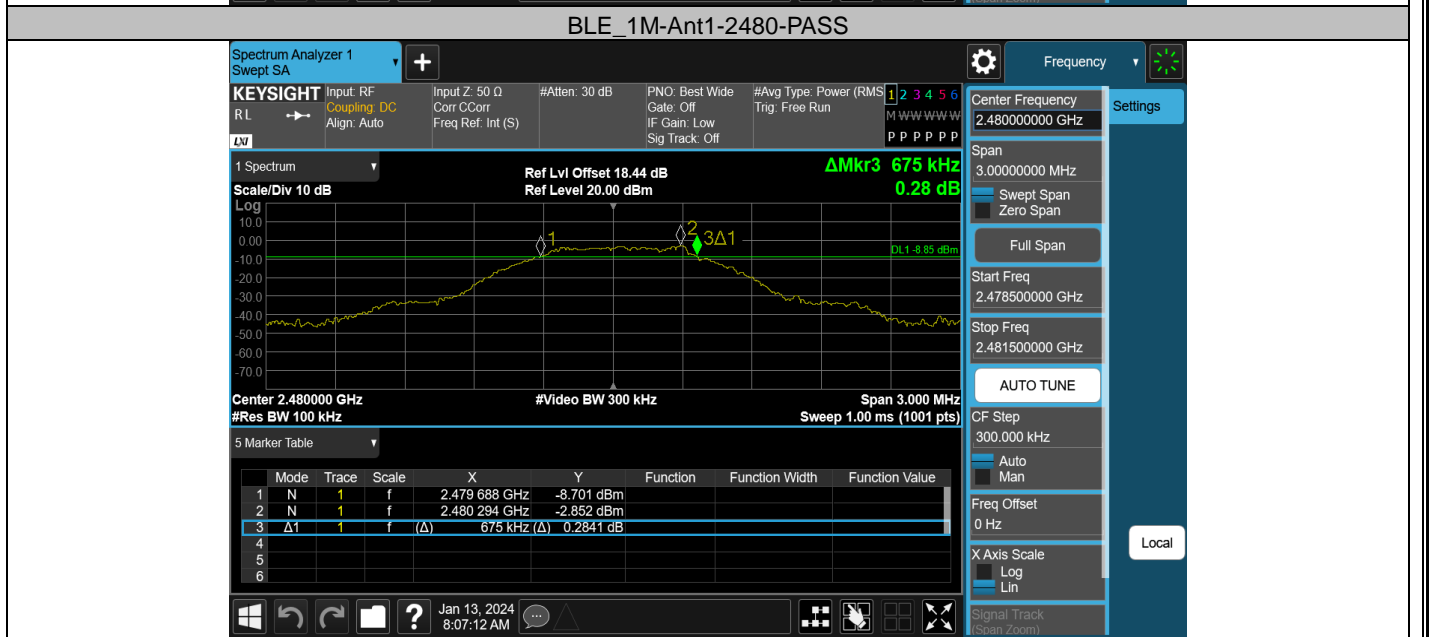 (Span Zoom)
BLE_1M-Ant1-2480-PASS
Spectrum Analyzer 1
Swept SA
Frequency
KEYSIGHT
RL
LXI
Input: RF
Coupling: DC
Align: Auto
Input Z: 50 Ω
Corr CCorr
Freq Ref: Int (S)
#Atten: 30 dB
PNO: Best Wide
Gate: Off
IF Gain: Low
Sig Track: Off
#Avg Type: Power (RMS
Trig: Free Run
1 2 3 4 5 6
M W W W W W
P P P P P P
Center Frequency
2.480000000 GHz
Settings
Span
3.00000000 MHz
Swept Span
Zero Span
Full Span
Start Freq
2.478500000 GHz
Stop Freq
2.481500000 GHz
AUTO TUNE
CF Step
300.000 kHz
Auto
Man
Freq Offset
0 Hz
X Axis Scale
Log
Lin
Signal Track
(Span Zoom)
Local
1 Spectrum
Scale/Div 10 dB
Log
Ref Lvl Offset 18.44 dB
Ref Level 20.00 dBm
ΔMkr3 675 kHz
0.28 dB
10.0
0.00
-10.0
-20.0
-30.0
-40.0
-50.0
-60.0
-70.0
1
2
3Δ1
DL1 -8.85 dBm
Center 2.480000 GHz
#Res BW 100 kHz
#Video BW 300 kHz
Span 3.000 MHz
Sweep 1.00 ms (1001 pts)
5 Marker Table
Mode Trace Scale X Y Function Function Width Function Value
1 N 1 f 2.479 688 GHz -8.701 dBm
2 N 1 f 2.480 294 GHz -2.852 dBm
3 Δ1 1 f (Δ) 675 kHz (Δ) 0.2841 dB
4
5
6
?
Jan 13, 2024
8:07:12 AM